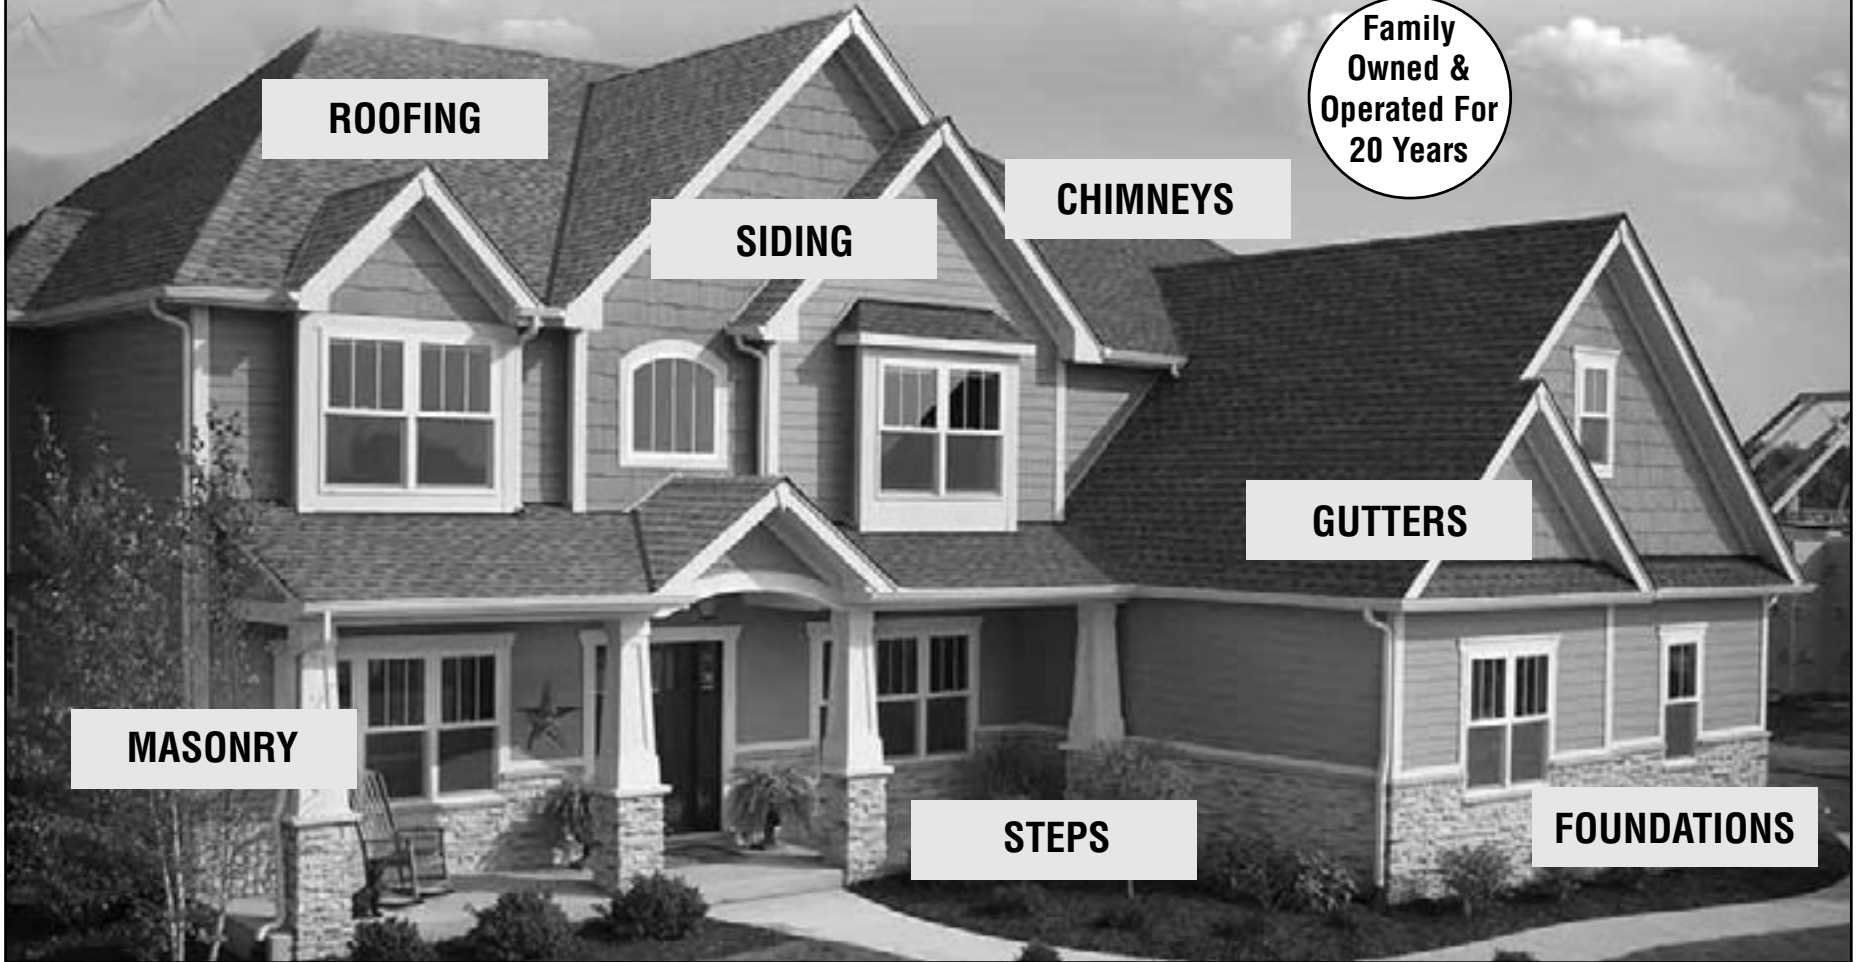 Family
Owned &
Operated For
20 Years
ROOFING
CHIMNEYS
SIDING
GUTTERS
MASONRY
STEPS
FOUNDATIONS